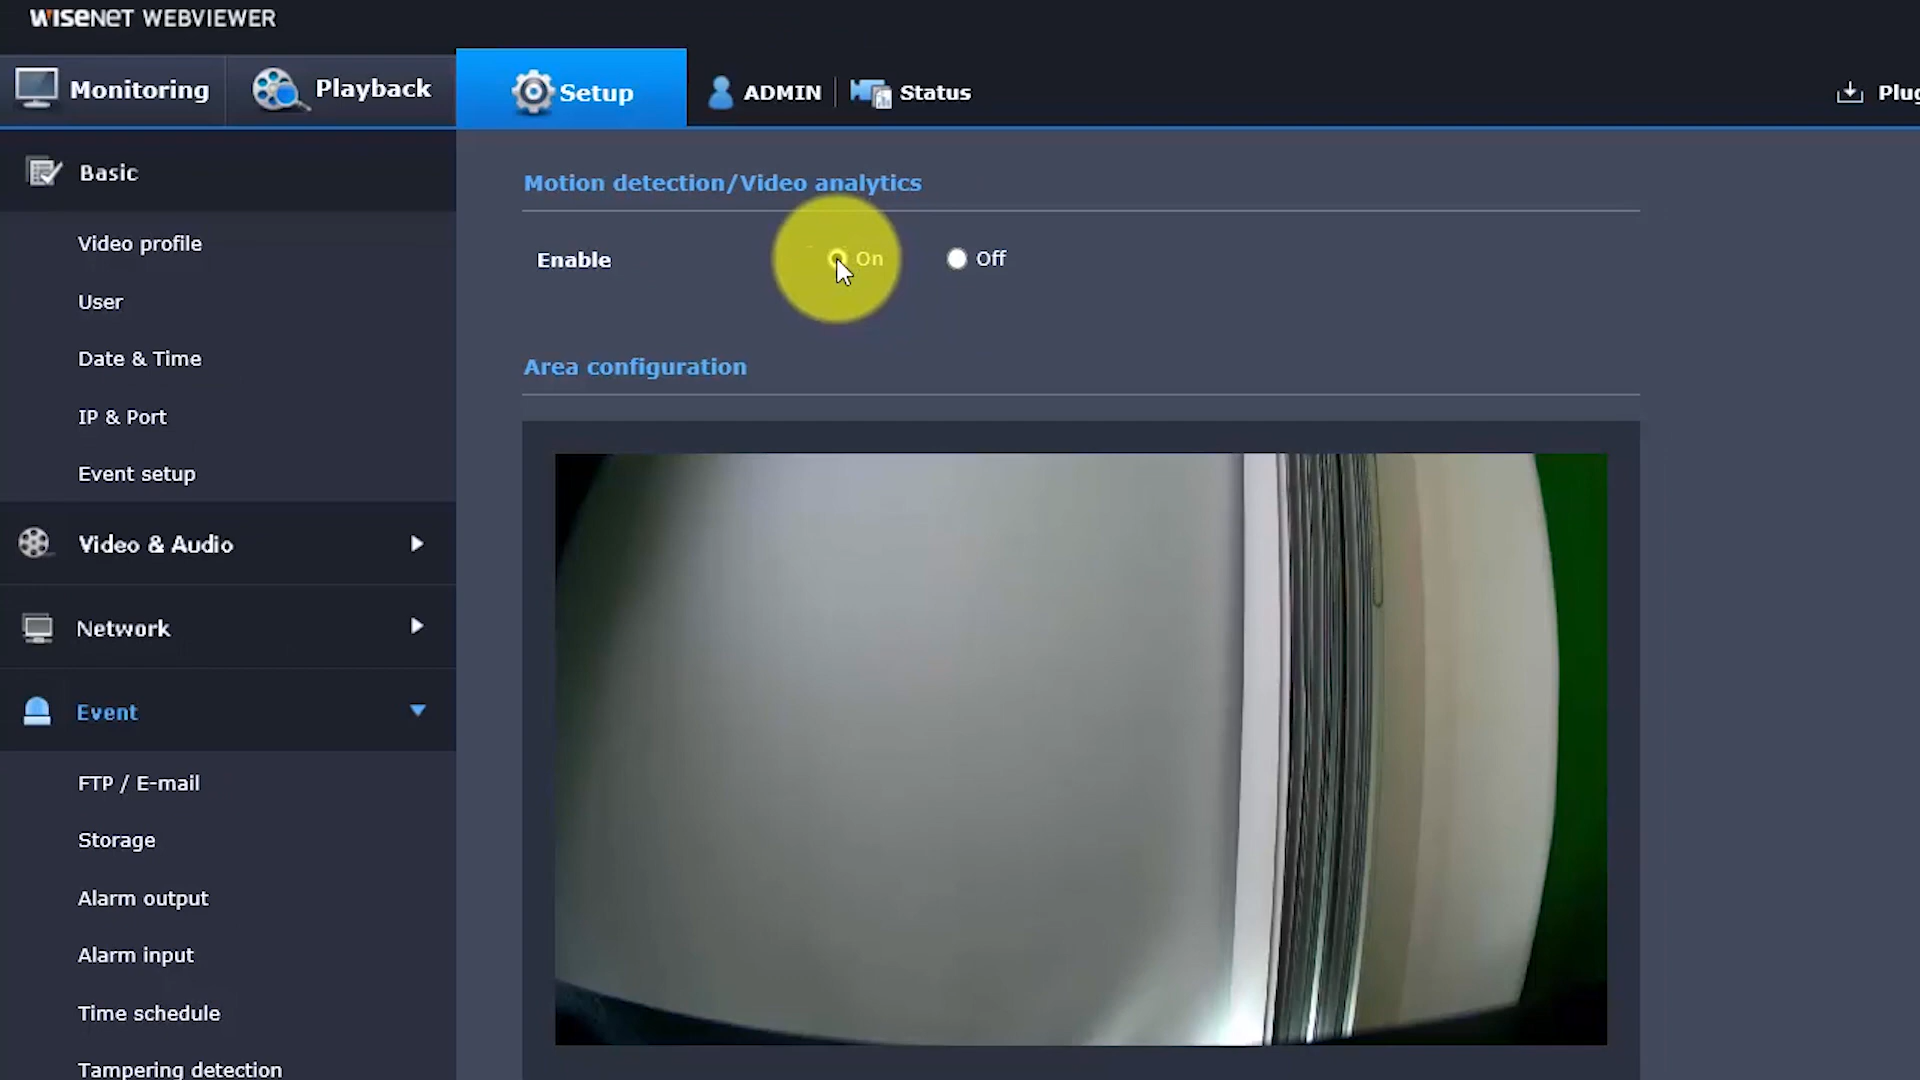 WISENET WEBVIEWER
Monitoring
Playback
Setup
ADMIN
Status
Basic
Video profile
User
Date & Time
IP & Port
Event setup
Video & Audio
Network
Event
FTP / E-mail
Storage
Alarm output
Alarm input
Time schedule
Tampering detection
Motion detection/Video analytics
Enable
On
Off
Area configuration